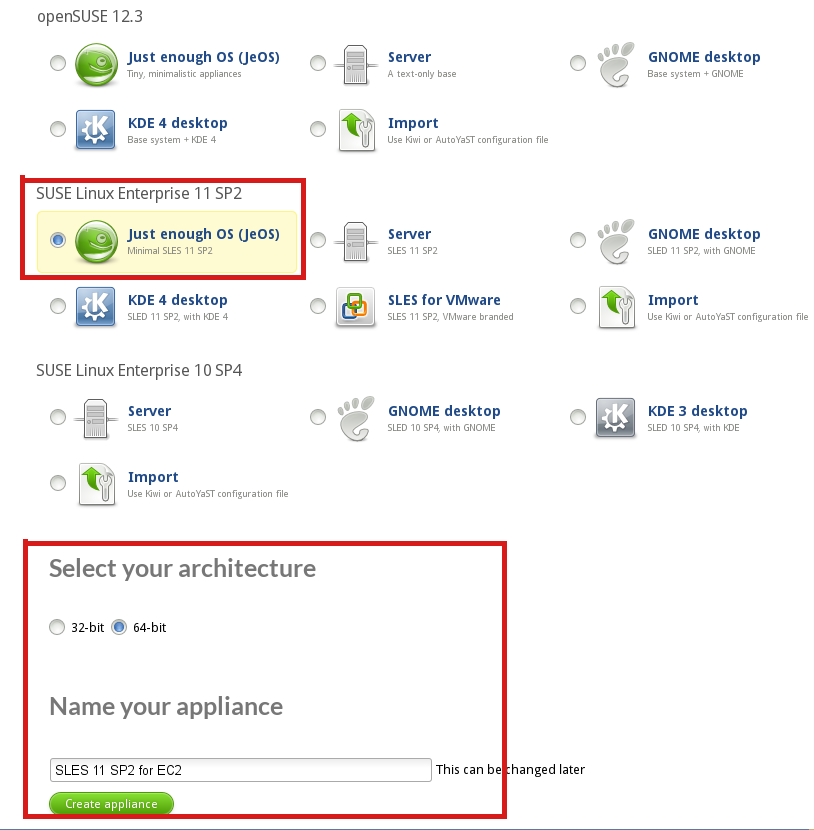 openSUSE 12.3
Just enough OS (JeOS)
Tiny, minimalistic appliances
Server
A text-only base
GNOME desktop
Base system + GNOME
KDE 4 desktop
Base system + KDE 4
Import
Use Kiwi or AutoYaST configuration file
SUSE Linux Enterprise 11 SP2
Just enough OS (JeOS)
Minimal SLES 11 SP2
Server
SLES 11 SP2
GNOME desktop
SLED 11 SP2, with GNOME
KDE 4 desktop
SLED 11 SP2, with KDE 4
SLES for VMware
SLES 11 SP2, VMware branded
Import
Use Kiwi or AutoYaST configuration file
SUSE Linux Enterprise 10 SP4
Server
SLES 10 SP4
GNOME desktop
SLED 10 SP4, with GNOME
KDE 3 desktop
SLED 10 SP4, with KDE
Import
Use Kiwi or AutoYaST configuration file
Select your architecture
32-bit 64-bit
Name your appliance
SLES 11 SP2 for EC2 This can be changed later
Create appliance